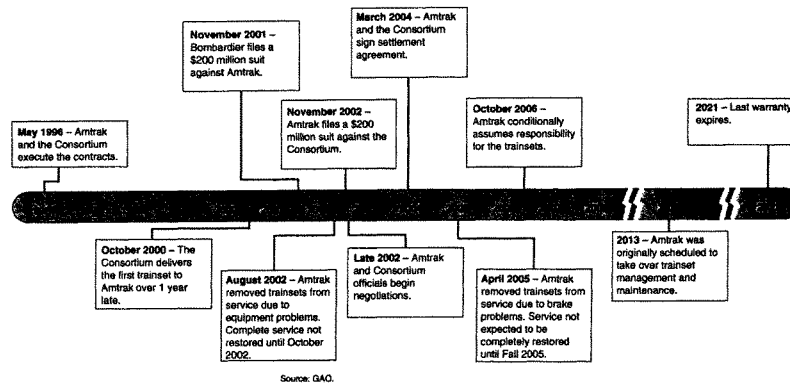 May 1996 – Amtrak
and the Consortium
execute the contracts.
October 2000 – The
Consortium delivers
the first trainset to
Amtrak over 1 year
late.
November 2001 –
Bombardier files a
$200 million suit
against Amtrak.
August 2002 – Amtrak
removed trainsets from
service due to
equipment problems.
Complete service not
restored until October
2002.
November 2002 –
Amtrak files a $200
million suit against the
Consortium.
Late 2002 – Amtrak
and Consortium
officials begin
negotiations.
March 2004 – Amtrak
and the Consortium
sign settlement
agreement.
April 2005 – Amtrak
removed trainsets from
service due to brake
problems. Service not
expected to be
completely restored
until Fall 2005.
October 2006 –
Amtrak conditionally
assumes responsibility
for the trainsets.
2013 – Amtrak was
originally scheduled to
take over trainset
management and
maintenance.
2021 – Last warranty
expires.
Source: GAO.